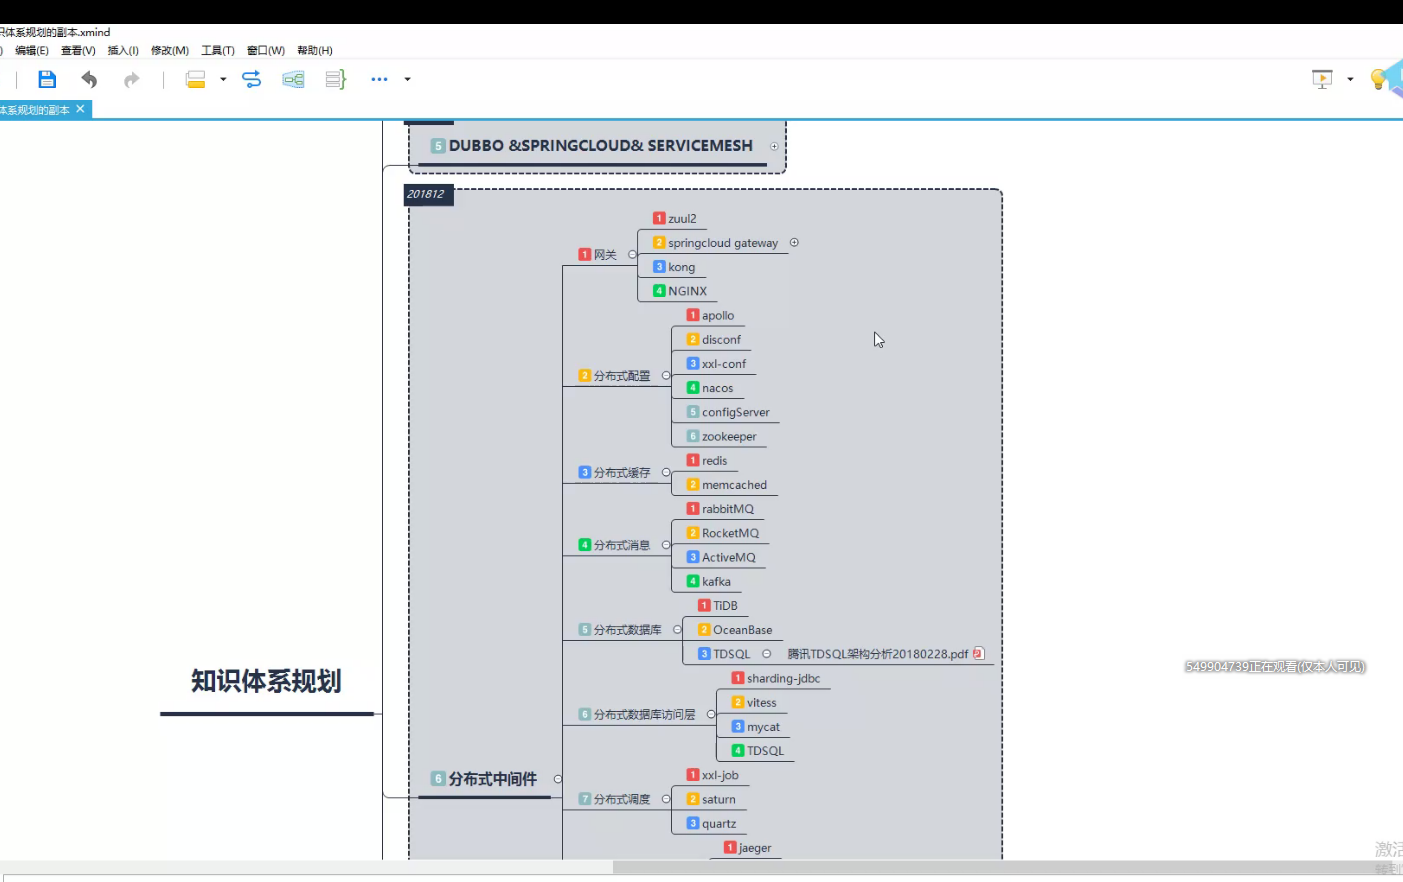 识体系规划的副本.xmind
) 编辑(E) 查看(V) 插入(I) 修改(M) 工具(T) 窗口(W) 帮助(H)
体系规划的副本
5 DUBBO &SPRINGCLOUD& SERVICEMESH
201812
1 zuul2
2 springcloud gateway
1 网关
3 kong
4 NGINX
1 apollo
2 disconf
3 xxl-conf
2 分布式配置
4 nacos
5 configServer
6 zookeeper
1 redis
3 分布式缓存
2 memcached
1 rabbitMQ
2 RocketMQ
4 分布式消息
3 ActiveMQ
4 kafka
1 TiDB
5 分布式数据库
2 OceanBase
3 TDSQL 腾讯TDSQL架构分析20180228.pdf
549904739正在观看(仅本人可见)
知识体系规划
1 sharding-jdbc
2 vitess
6 分布式数据库访问层
3 mycat
4 TDSQL
6 分布式中间件
1 xxl-job
7 分布式调度
2 saturn
3 quartz
1 jaeger
激活
转到